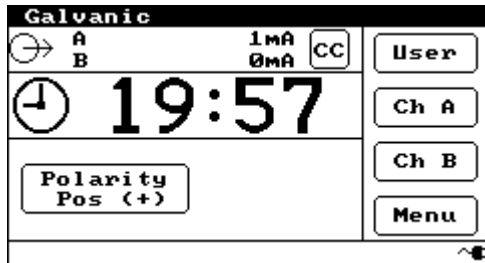 Galvanic
A 1mA
B 0mA
CC
User
19:57
Ch A
Ch B
Polarity
Pos (+)
Menu